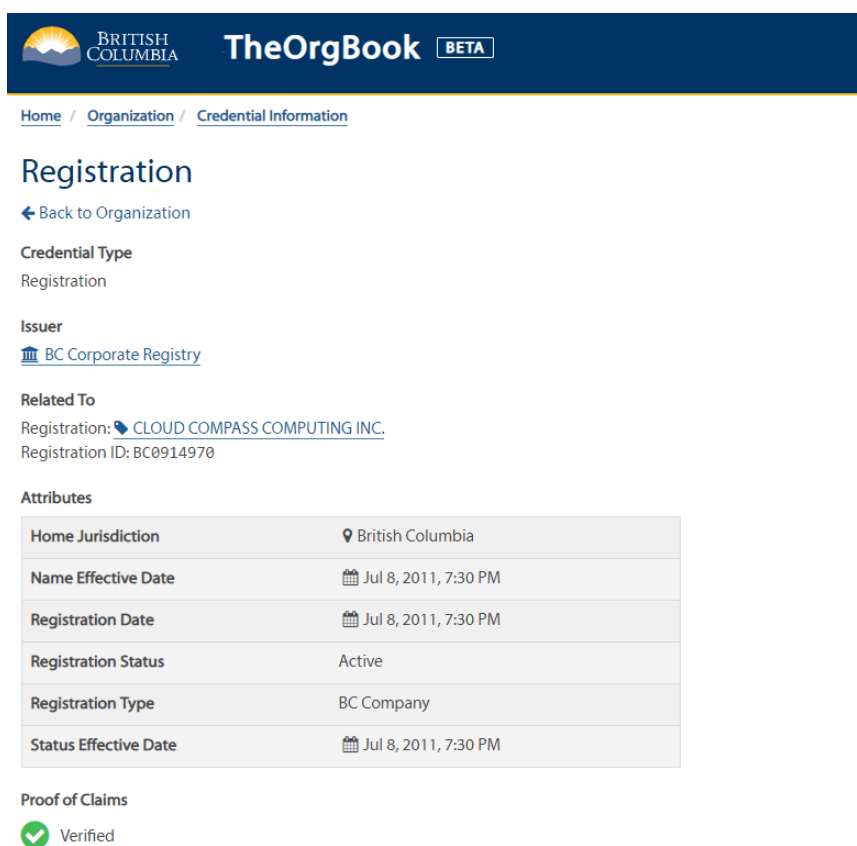 BRITISH
COLUMBIA
TheOrgBook BETA
Home / Organization / Credential Information
Registration
Back to Organization
Credential Type
Registration
Issuer
BC Corporate Registry
Related To
Registration: CLOUD COMPASS COMPUTING INC.
Registration ID: BC0914970
Attributes
Home Jurisdiction British Columbia
Name Effective Date Jul 8, 2011, 7:30 PM
Registration Date Jul 8, 2011, 7:30 PM
Registration Status Active
Registration Type BC Company
Status Effective Date Jul 8, 2011, 7:30 PM
Proof of Claims
Verified